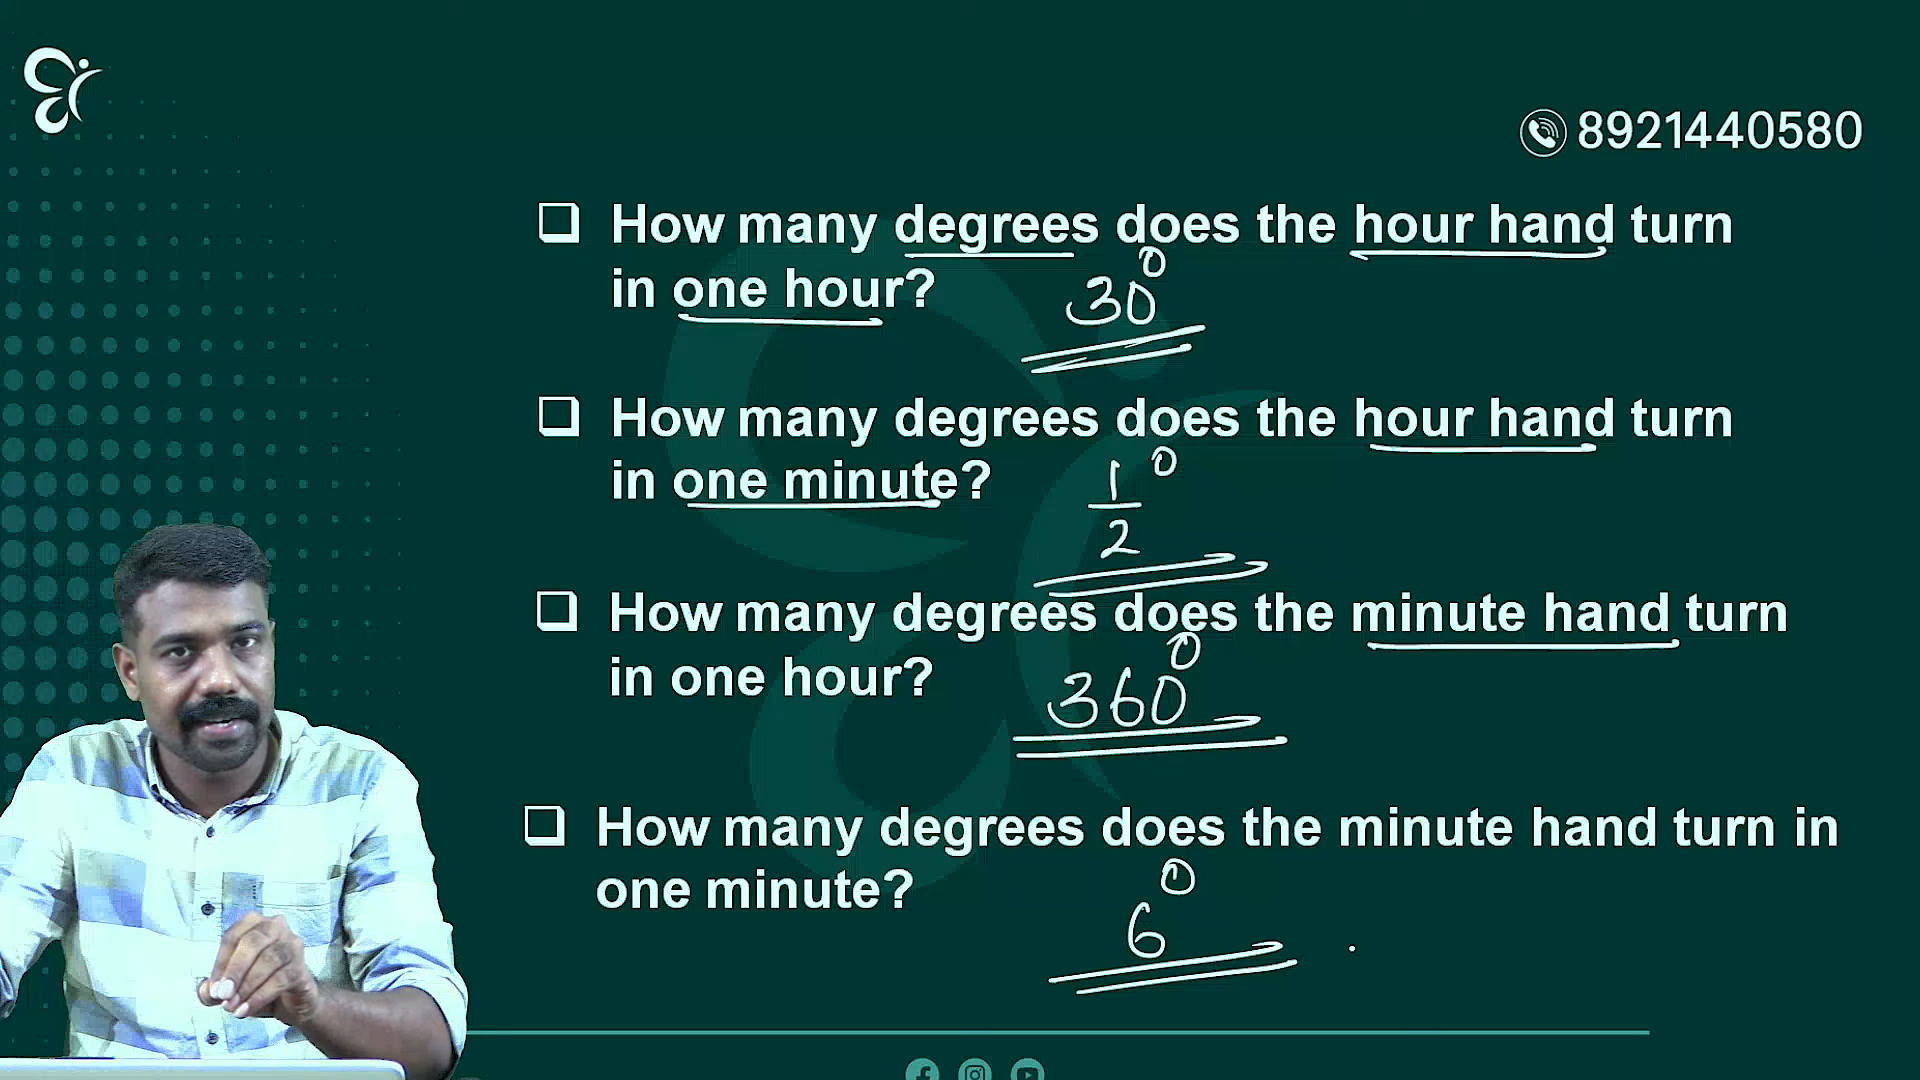 8921440580
❑ How many degrees does the hour hand turn
in one hour? 30°
❑ How many degrees does the hour hand turn
in one minute? 1/2°
❑ How many degrees does the minute hand turn
in one hour? 360°
❑ How many degrees does the minute hand turn in
one minute? 6°